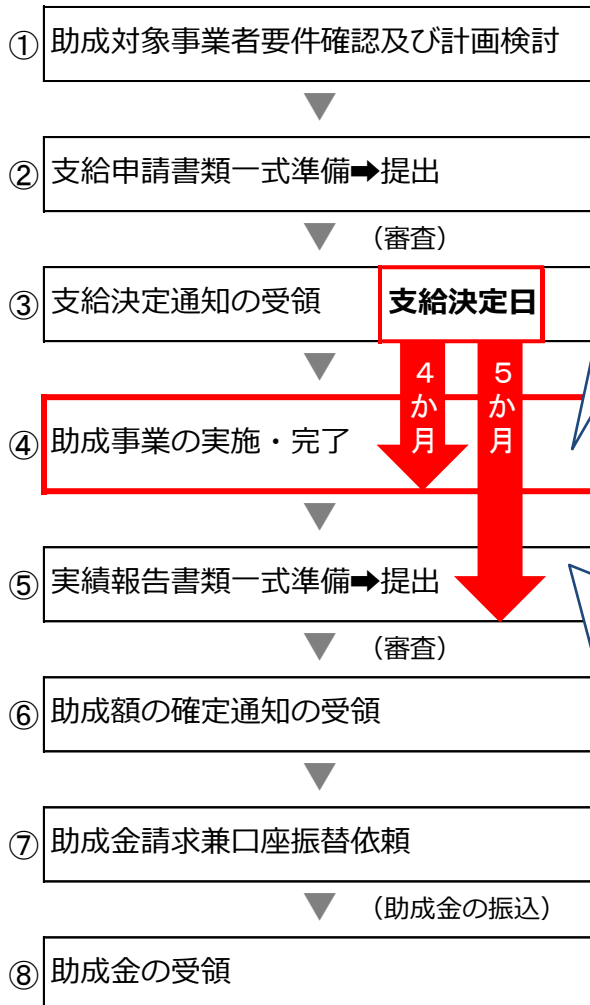 ① 助成対象事業者要件確認及び計画検討
② 支給申請書類一式準備➡提出
（審査）
③ 支給決定通知の受領 支給決定日
４か月
５か月
④ 助成事業の実施・完了
⑤ 実績報告書類一式準備➡提出
（審査）
⑥ 助成額の確定通知の受領
⑦ 助成金請求兼口座振替依頼
（助成金の振込）
⑧ 助成金の受領